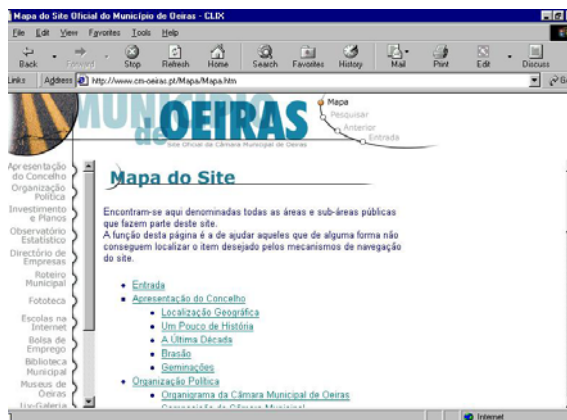 Mapa do Site Oficial do Município de Oeiras - CLIX
File Edit View Favorites Tools Help
Back Forward Stop Refresh Home Search Favorites History Mail Print Edit Discuss
Links Address http://www.cm-oeiras.pt/Mapa/Mapa.htm
MUNICÍPIO
de OEIRAS
Site Oficial da Câmara Municipal de Oeiras
Mapa
Pesquisar
Anterior
Entrada
Apresentação
do Concelho
Organização
Política
Investimento
e Planos
Observatório
Estatístico
Directório de
Empresas
Roteiro
Municipal
Fototeca
Escolas na
Internet
Bolsa de
Emprego
Biblioteca
Municipal
Museus de
Oeiras
Mapa do Site
Encontram-se aqui denominadas todas as áreas e sub-áreas públicas
que fazem parte deste site.
A função desta página é a de ajudar aqueles que de alguma forma não
conseguem localizar o item desejado pelos mecanismos de navegação
do site.
Entrada
Apresentação do Concelho
Localização Geográfica
Um Pouco de História
A Última Década
Brasão
Geminações
Organização Política
Organigrama da Câmara Municipal de Oeiras
Composição da Câmara Municipal
Internet